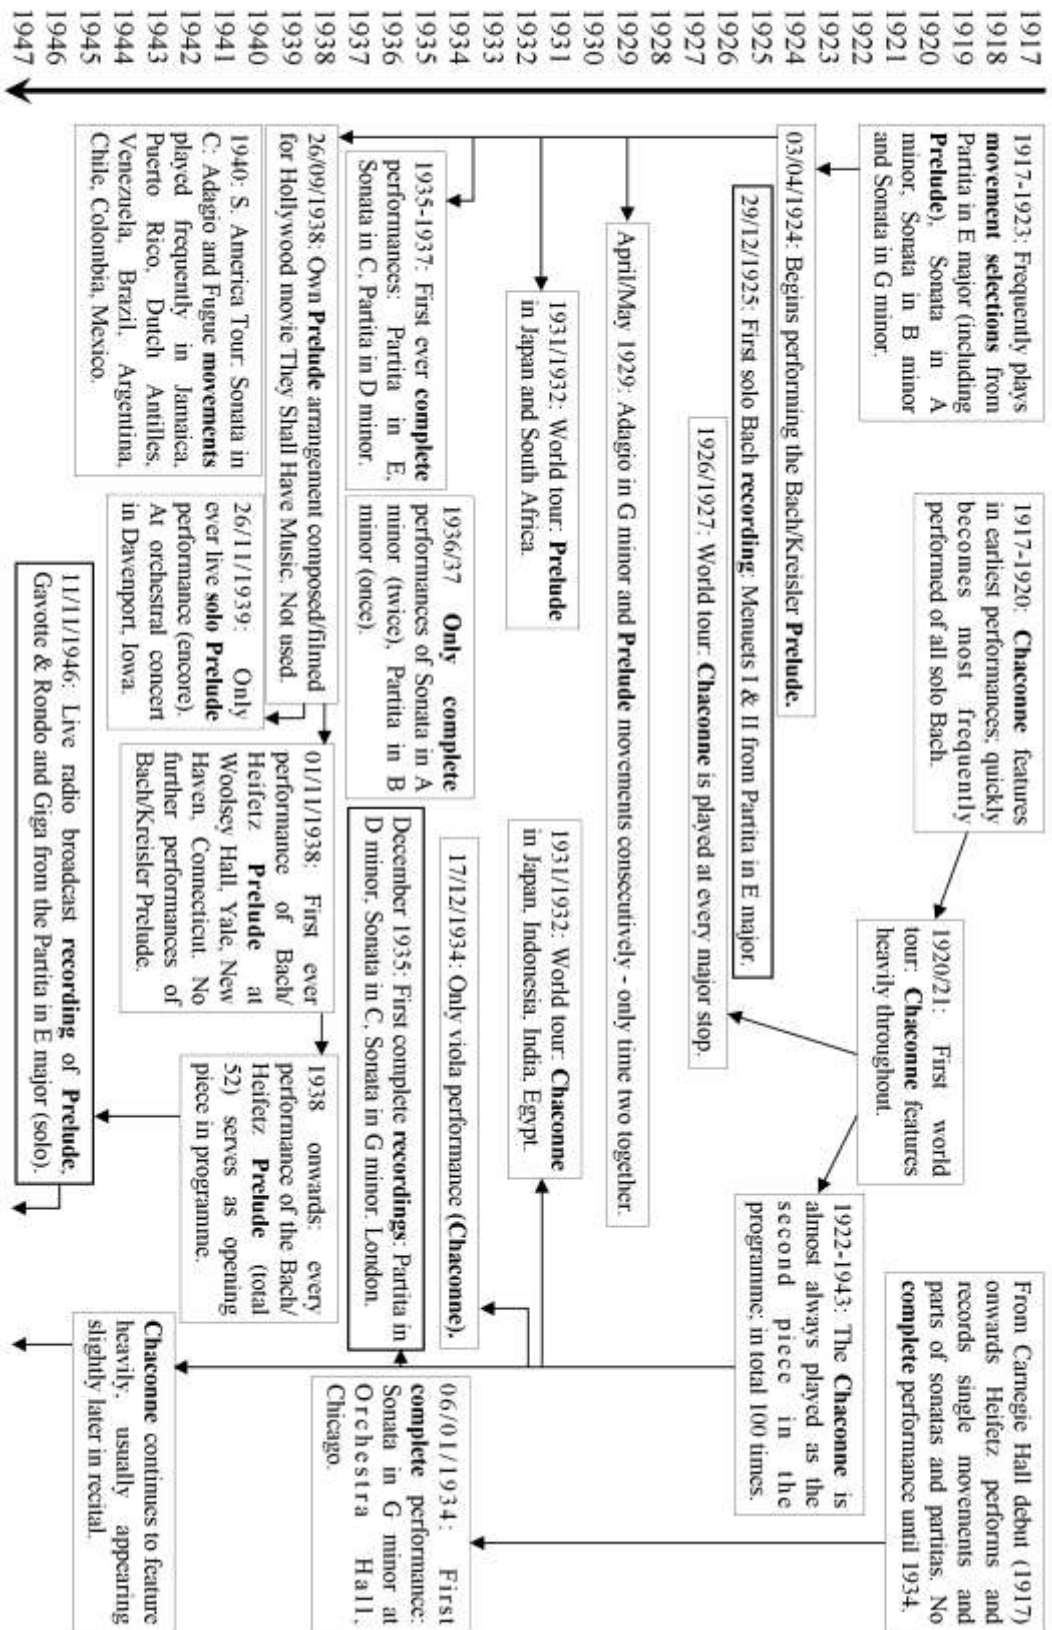 1917
1918
1919
1920
1921
1922
1923
1924
1925
1926
1927
1928
1929
1930
1931
1932
1933
1934
1935
1936
1937
1938
1939
1940
1941
1942
1943
1944
1945
1946
1947
1917-1923: Frequently plays
movement selections from
Partita in E major (including
Prelude), Sonata in A
minor, Sonata in B minor
and Sonata in G minor.
1917-1920: Chaconne features
in earliest performances; quickly
becomes most frequently
performed of all solo Bach.
From Carnegie Hall debut (1917)
onwards Heifetz performs and
records single movements and
parts of sonatas and partitas. No
complete performance until 1934.
1920/21: First world
tour: Chaconne features
heavily throughout.
03/04/1924: Begins performing the Bach/Kreisler Prelude.
1922-1943: The Chaconne is
almost always played as the
second piece in the
programme; in total 100 times.
29/12/1925: First solo Bach recording: Menuets I & II from Partita in E major.
1926/1927: World tour: Chaconne is played at every major stop.
April/May 1929: Adagio in G minor and Prelude movements consecutively - only time two together.
1931/1932: World tour: Prelude
in Japan and South Africa.
1931/1932: World tour: Chaconne
in Japan, Indonesia, India, Egypt.
17/12/1934: Only viola performance (Chaconne).
06/01/1934: First
complete performance:
Sonata in G minor at
Orchestra Hall,
Chicago.
1935-1937: First ever complete
performances: Partita in E,
Sonata in C, Partita in D minor.
1936/37 Only complete
performances of Sonata in A
minor (twice), Partita in B
minor (once).
December 1935: First complete recordings: Partita in
D minor, Sonata in C, Sonata in G minor. London.
26/09/1938: Own Prelude arrangement composed/filmed
for Hollywood movie They Shall Have Music. Not used.
01/11/1938: First ever
performance of Bach/
Heifetz Prelude at
Woolsey Hall, Yale, New
Haven, Connecticut. No
further performances of
Bach/Kreisler Prelude.
1938 onwards: every
performance of the Bach/
Heifetz Prelude (total
52) serves as opening
piece in programme.
1940: S. America Tour: Sonata in
C: Adagio and Fugue movements
played frequently in Jamaica,
Puerto Rico, Dutch Antilles,
Venezuela, Brazil, Argentina,
Chile, Colombia, Mexico.
26/11/1939: Only
ever live solo Prelude
performance (encore).
At orchestral concert
in Davenport, Iowa.
11/11/1946: Live radio broadcast recording of Prelude,
Gavotte & Rondo and Giga from the Partita in E major (solo).
Chaconne continues to feature
heavily, usually appearing
slightly later in recital.